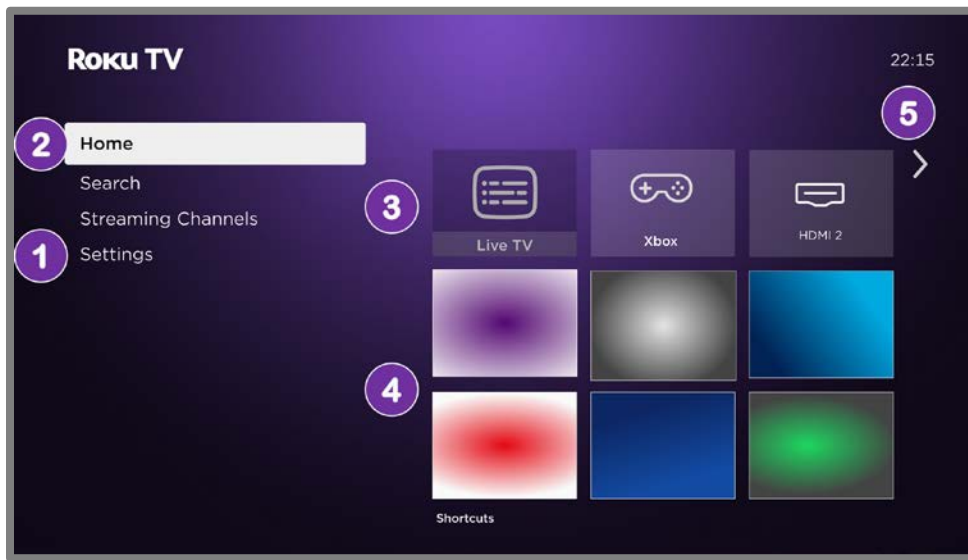 Roku TV
22:15
5
2
Home
Search
3
Streaming Channels
1
Settings
Live TV
Xbox
HDMI 2
4
Shortcuts